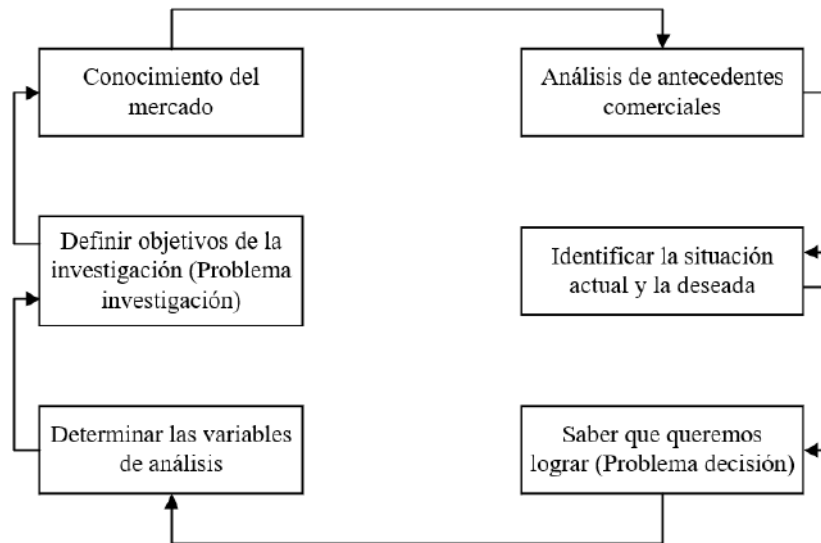 Conocimiento del
mercado
Análisis de antecedentes
comerciales
Definir objetivos de la
investigación (Problema
investigación)
Identificar la situación
actual y la deseada
Determinar las variables
de análisis
Saber que queremos
lograr (Problema decisión)